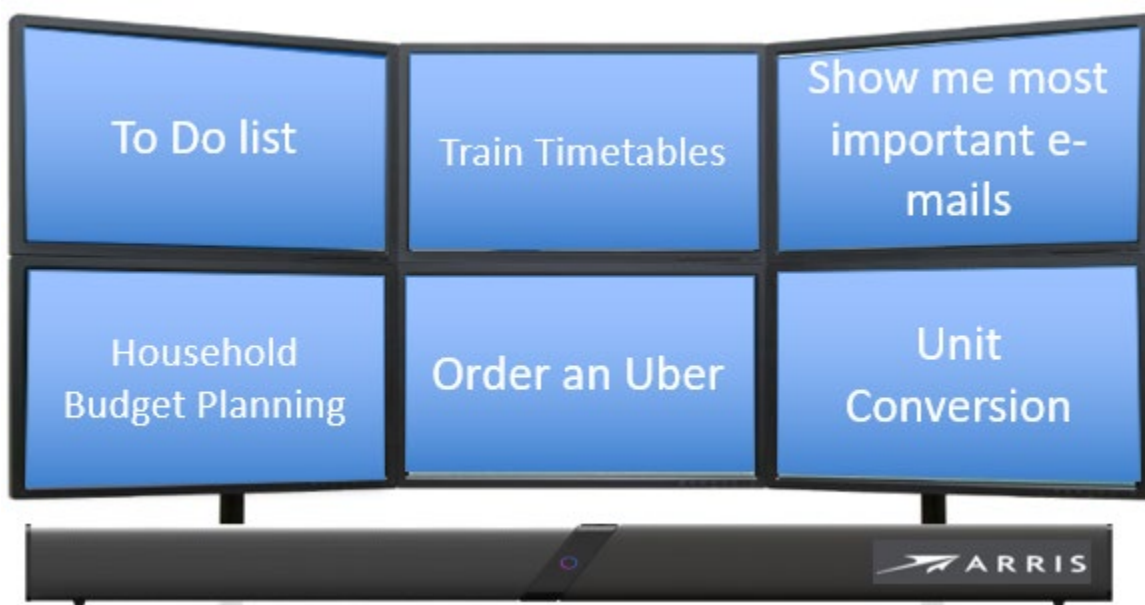 To Do list
Train Timetables
Show me most
important e-
mails
Household
Budget Planning
Order an Uber
Unit
Conversion
ARRIS